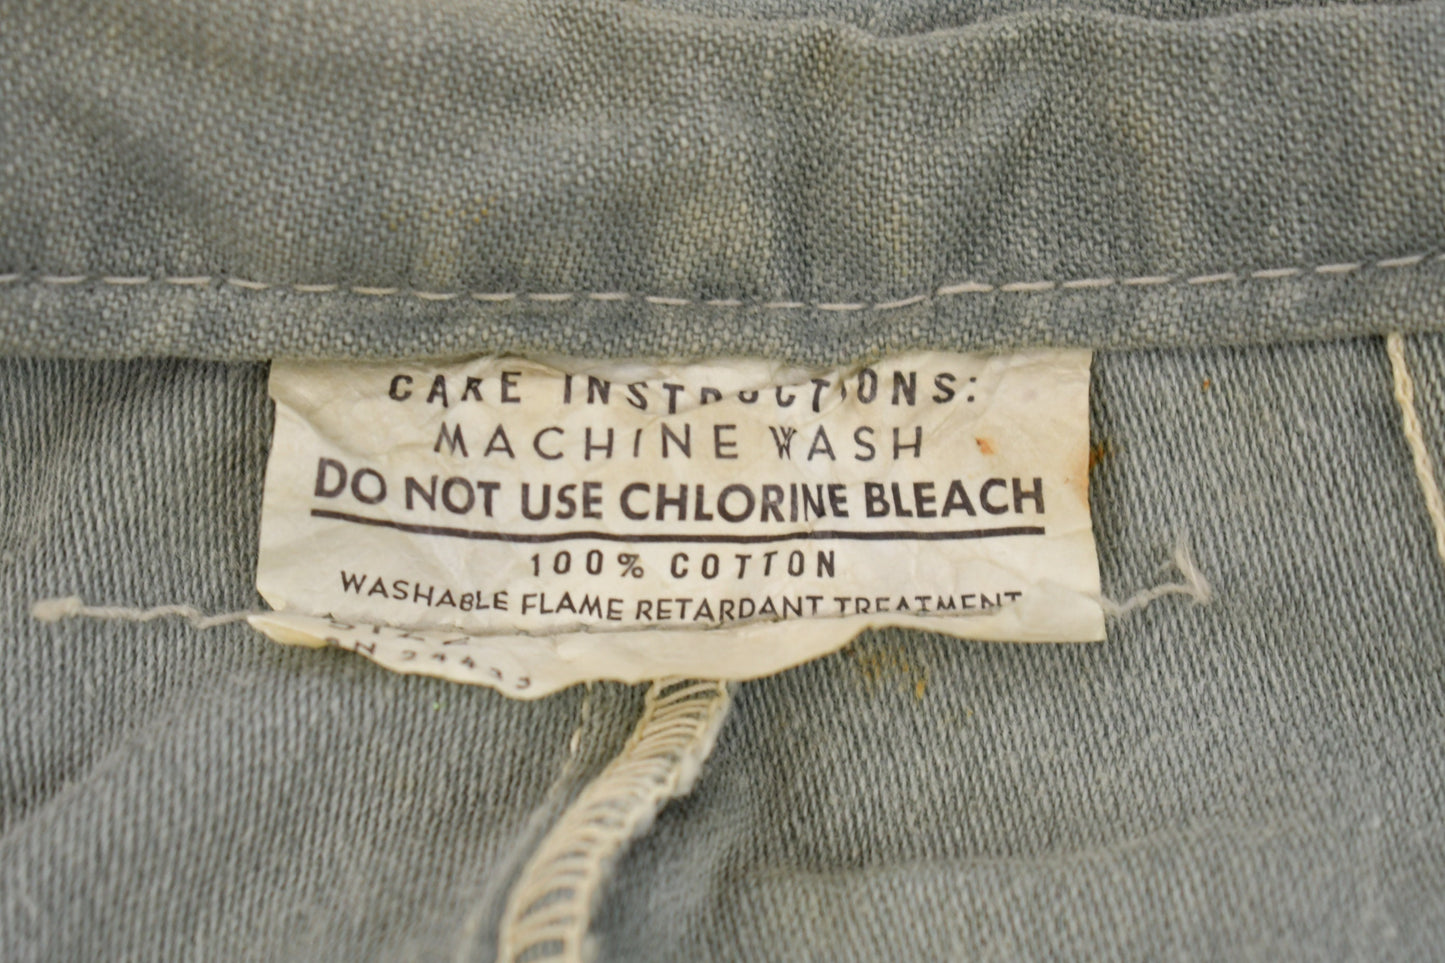 CARE INSTRUCTIONS:
MACHINE WASH
DO NOT USE CHLORINE BLEACH
100% COTTON
WASHABLE FLAME RETARDANT TREATMENT